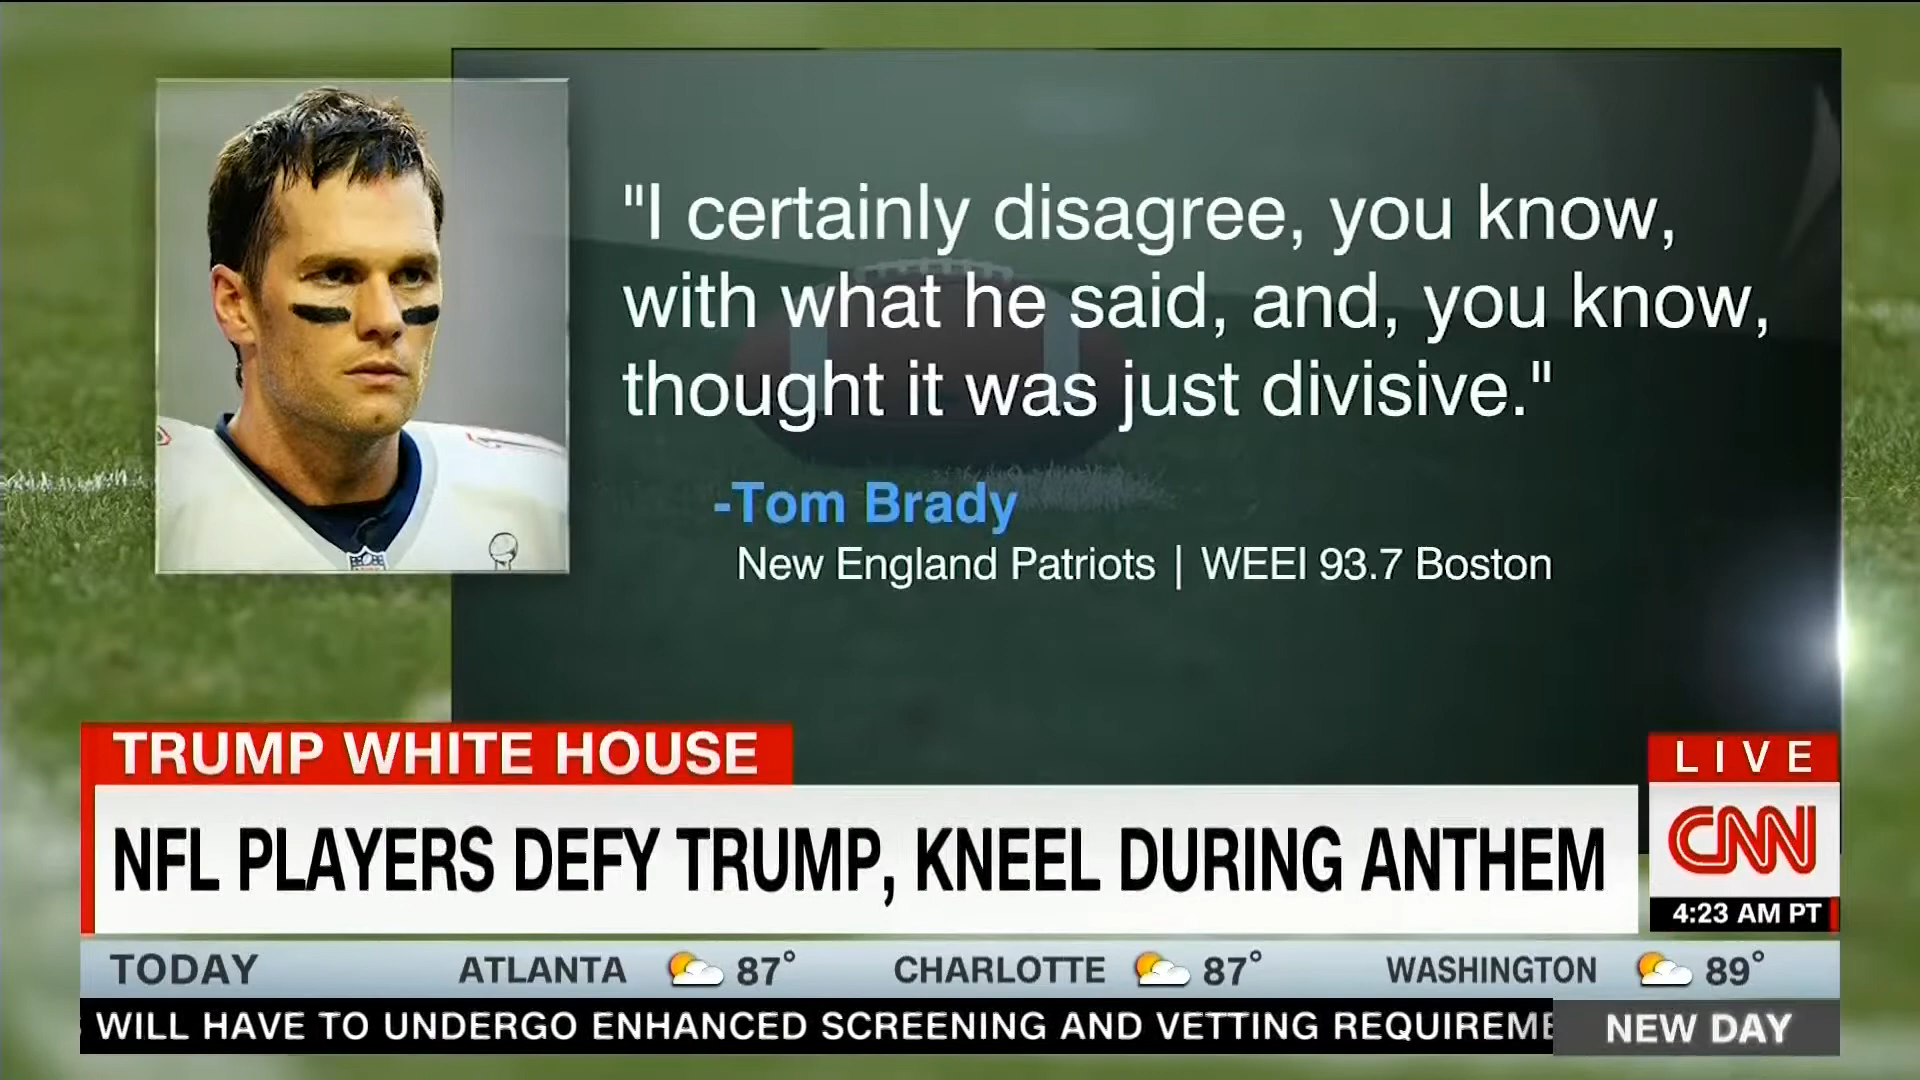 "I certainly disagree, you know,
with what he said, and, you know,
thought it was just divisive."
-Tom Brady
New England Patriots | WEEI 93.7 Boston
TRUMP WHITE HOUSE
NFL PLAYERS DEFY TRUMP, KNEEL DURING ANTHEM
LIVE
CNN
4:23 AM PT
TODAY ATLANTA 87° CHARLOTTE 87° WASHINGTON 89°
WILL HAVE TO UNDERGO ENHANCED SCREENING AND VETTING REQUIREME
NEW DAY